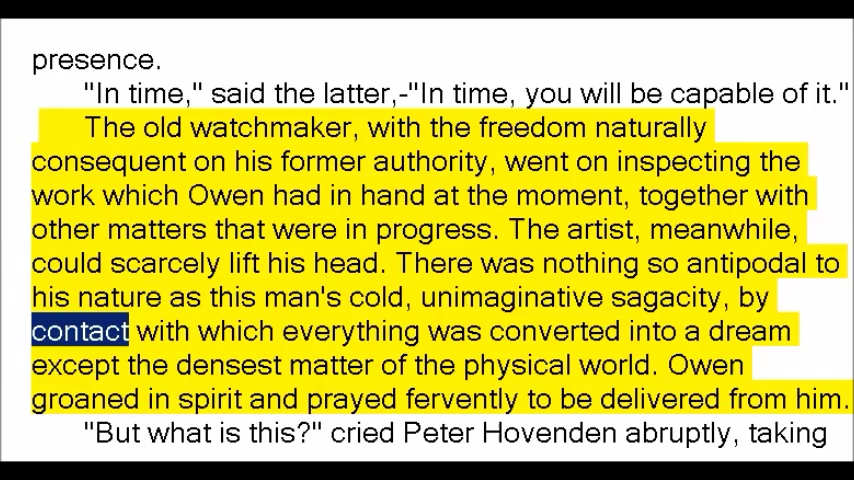 presence.
"In time," said the latter,-"In time, you will be capable of it."
The old watchmaker, with the freedom naturally
consequent on his former authority, went on inspecting the
work which Owen had in hand at the moment, together with
other matters that were in progress. The artist, meanwhile,
could scarcely lift his head. There was nothing so antipodal to
his nature as this man's cold, unimaginative sagacity, by
contact with which everything was converted into a dream
except the densest matter of the physical world. Owen
groaned in spirit and prayed fervently to be delivered from him.
"But what is this?" cried Peter Hovenden abruptly, taking